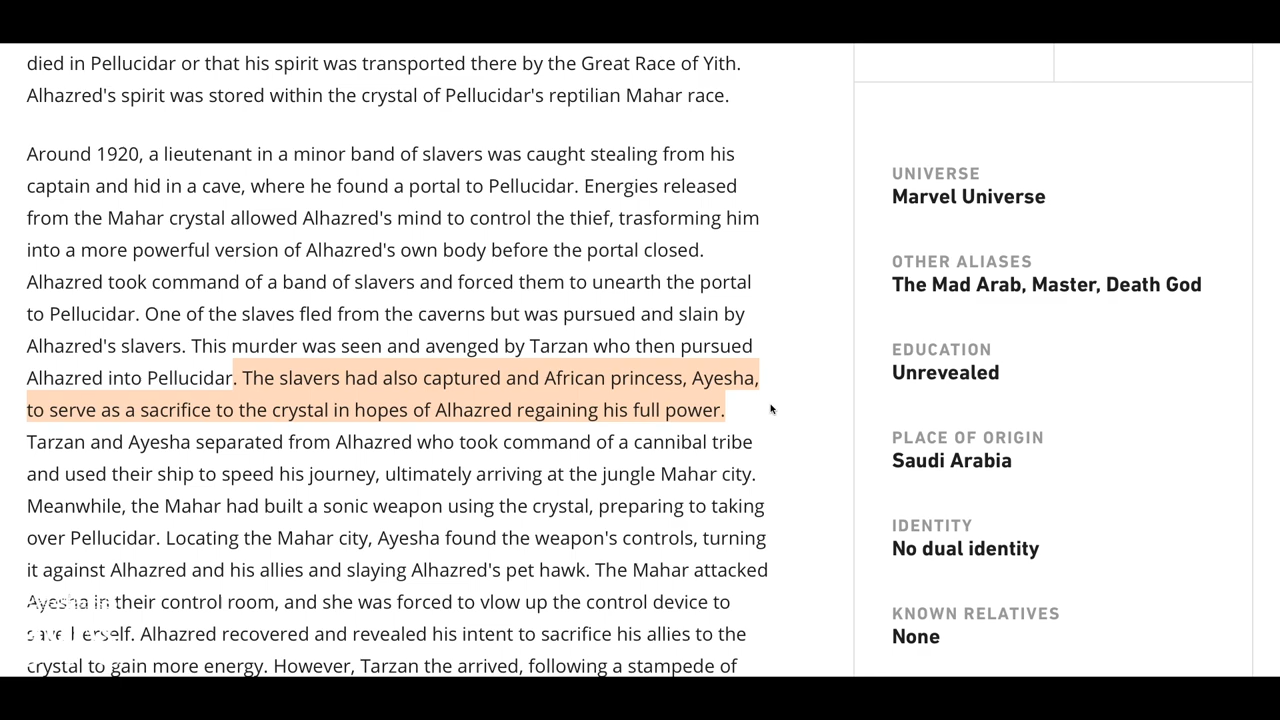 died in Pellucidar or that his spirit was transported there by the Great Race of Yith.
Alhazred's spirit was stored within the crystal of Pellucidar's reptilian Mahar race.
Around 1920, a lieutenant in a minor band of slavers was caught stealing from his
captain and hid in a cave, where he found a portal to Pellucidar. Energies released
from the Mahar crystal allowed Alhazred's mind to control the thief, trasforming him
into a more powerful version of Alhazred's own body before the portal closed.
Alhazred took command of a band of slavers and forced them to unearth the portal
to Pellucidar. One of the slaves fled from the caverns but was pursued and slain by
Alhazred's slavers. This murder was seen and avenged by Tarzan who then pursued
Alhazred into Pellucidar. The slavers had also captured and African princess, Ayesha,
to serve as a sacrifice to the crystal in hopes of Alhazred regaining his full power.
Tarzan and Ayesha separated from Alhazred who took command of a cannibal tribe
and used their ship to speed his journey, ultimately arriving at the jungle Mahar city.
Meanwhile, the Mahar had built a sonic weapon using the crystal, preparing to taking
over Pellucidar. Locating the Mahar city, Ayesha found the weapon's controls, turning
it against Alhazred and his allies and slaying Alhazred's pet hawk. The Mahar attacked
Ayesha in their control room, and she was forced to vlow up the control device to
save herself. Alhazred recovered and revealed his intent to sacrifice his allies to the
crystal to gain more energy. However, Tarzan the arrived, following a stampede of
UNIVERSE
Marvel Universe
OTHER ALIASES
The Mad Arab, Master, Death God
EDUCATION
Unrevealed
PLACE OF ORIGIN
Saudi Arabia
IDENTITY
No dual identity
KNOWN RELATIVES
None